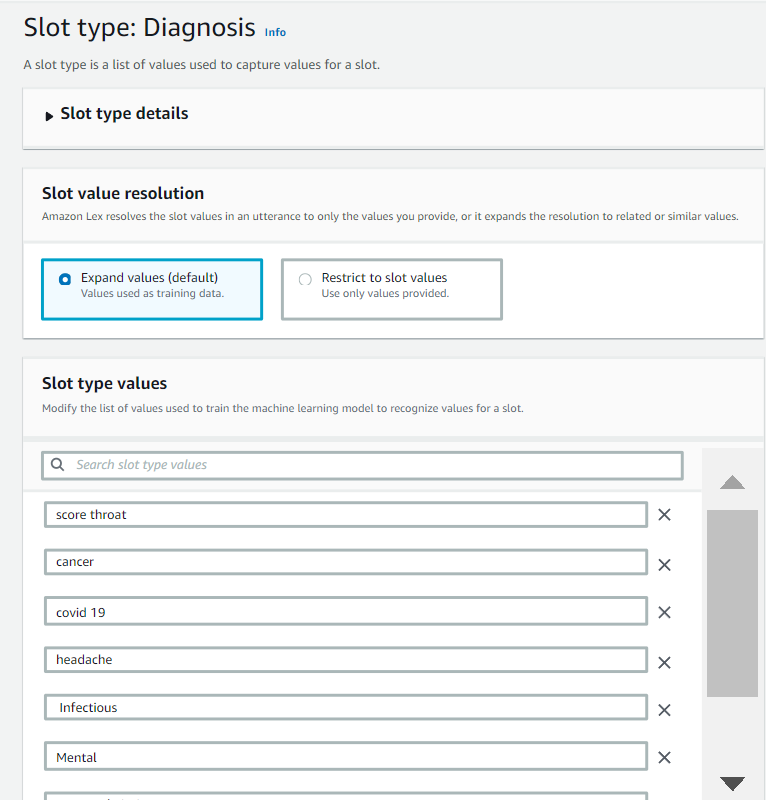 Slot type: Diagnosis Info
A slot type is a list of values used to capture values for a slot.
Slot type details
Slot value resolution
Amazon Lex resolves the slot values in an utterance to only the values you provide, or it expands the resolution to related or similar values.
Expand values (default)
Values used as training data.
Restrict to slot values
Use only values provided.
Slot type values
Modify the list of values used to train the machine learning model to recognize values for a slot.
Search slot type values
score throat
cancer
covid 19
headache
Infectious
Mental